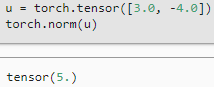 u = torch.tensor([3.0, -4.0])
torch.norm(u)
tensor(5.)